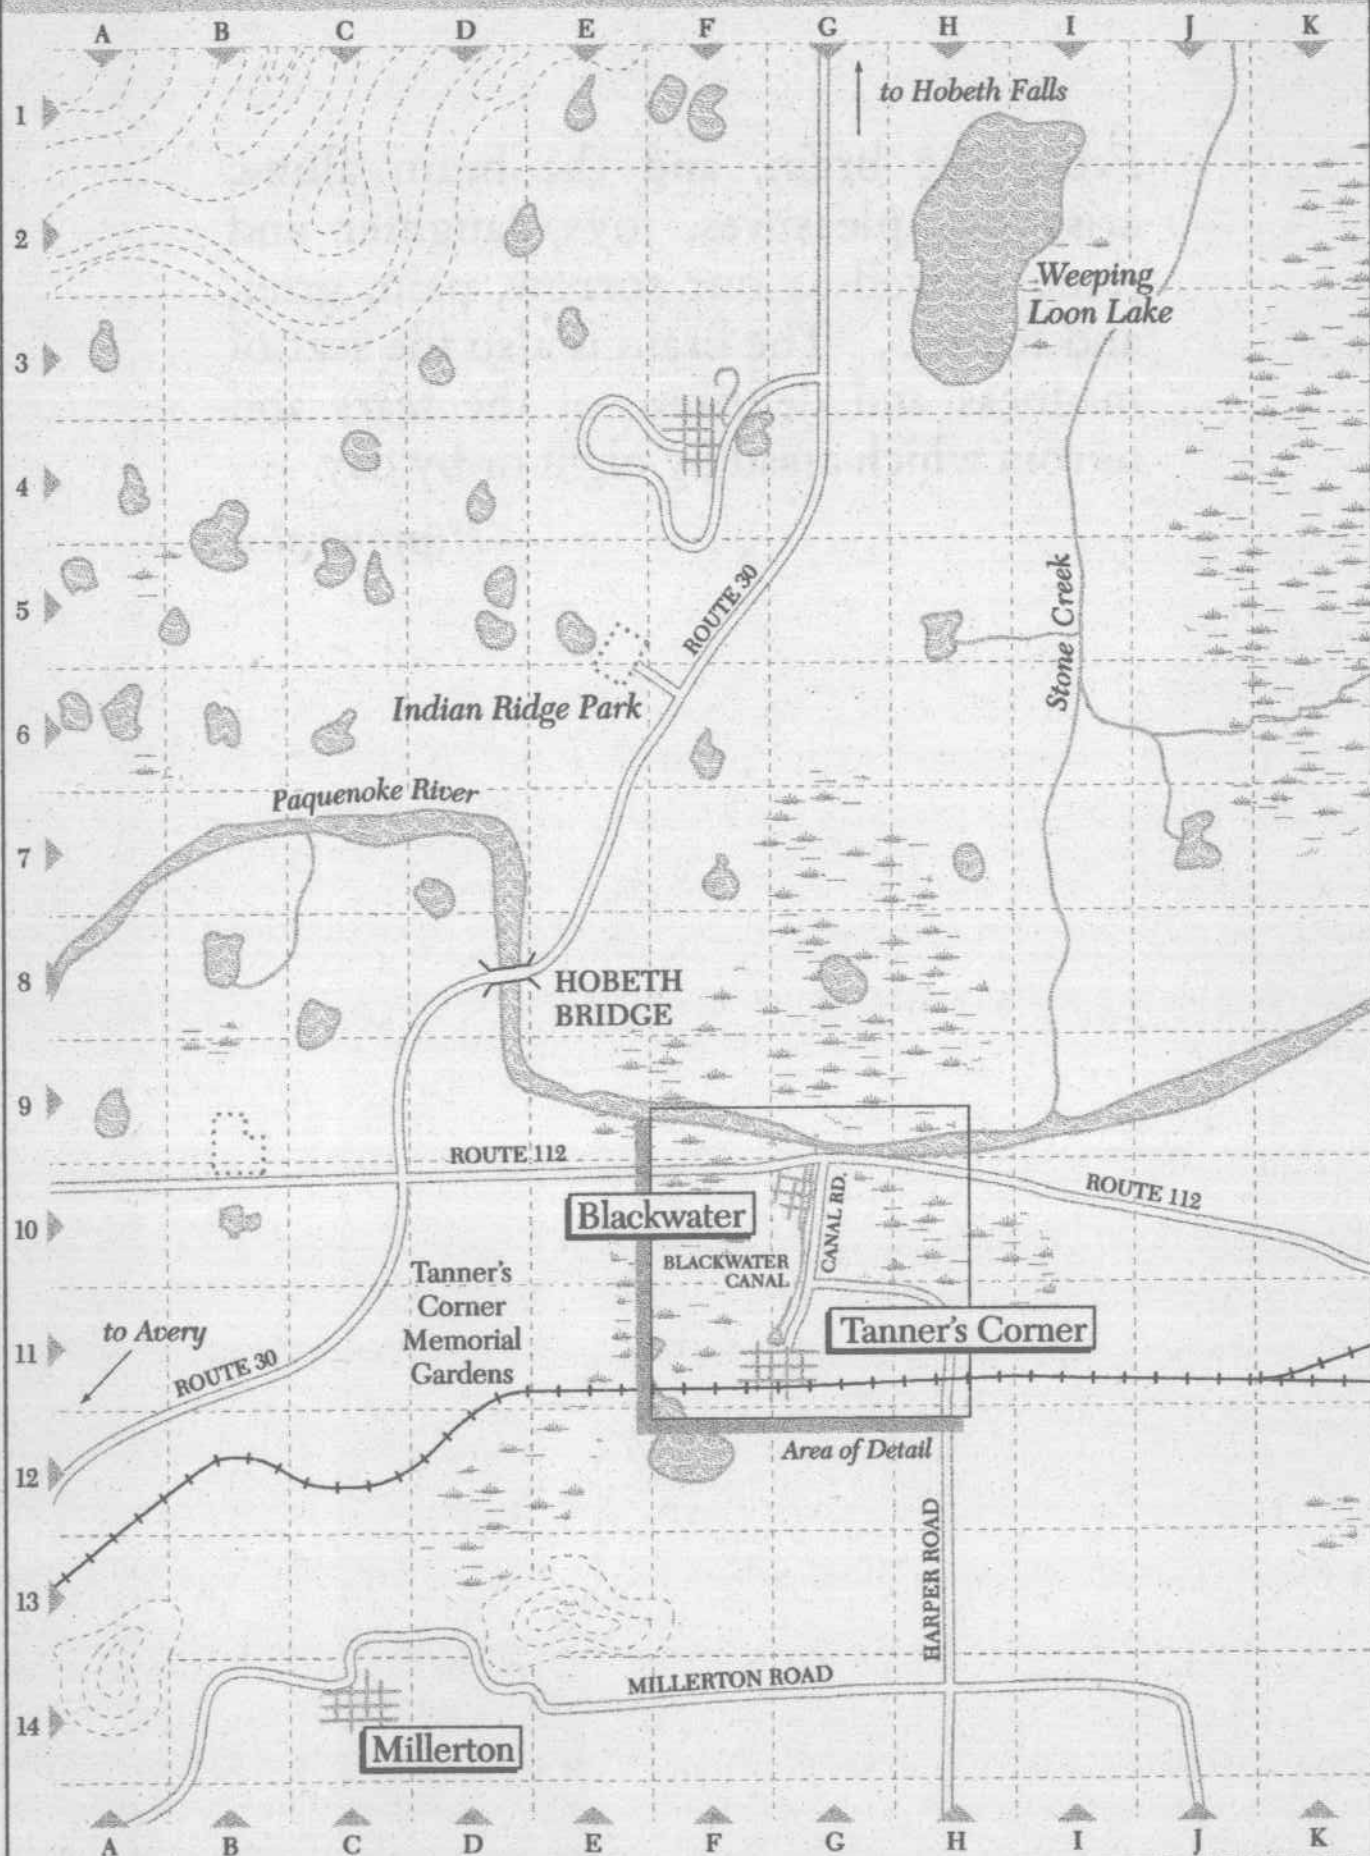 A B C D E F G H I J K
1
to Hobeth Falls
2
Weeping
Loon Lake
3
4
Stone Creek
5
ROUTE 30
Indian Ridge Park
6
Paquenoke River
7
8
HOBETH
BRIDGE
9
ROUTE 112
ROUTE 112
Blackwater
10
CANAL RD.
BLACKWATER
CANAL
Tanner's
Corner
Memorial
Gardens
to Avery
Tanner's Corner
11
ROUTE 30
Area of Detail
12
HARPER ROAD
13
MILLERTON ROAD
14
Millerton
A B C D E F G H I J K